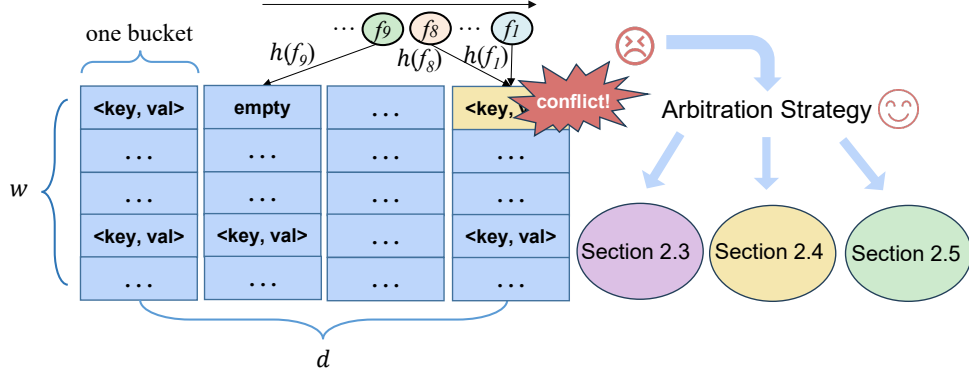 ... f9 f8 ... f1
one bucket
h(f9) h(f8) h(f1)
<key, val> empty ... <key, v
conflict!
Arbitration Strategy
... ... ... ...
... ... ... ...
w
<key, val> <key, val> ... <key, val>
... ... ... ...
Section 2.3 Section 2.4 Section 2.5
d